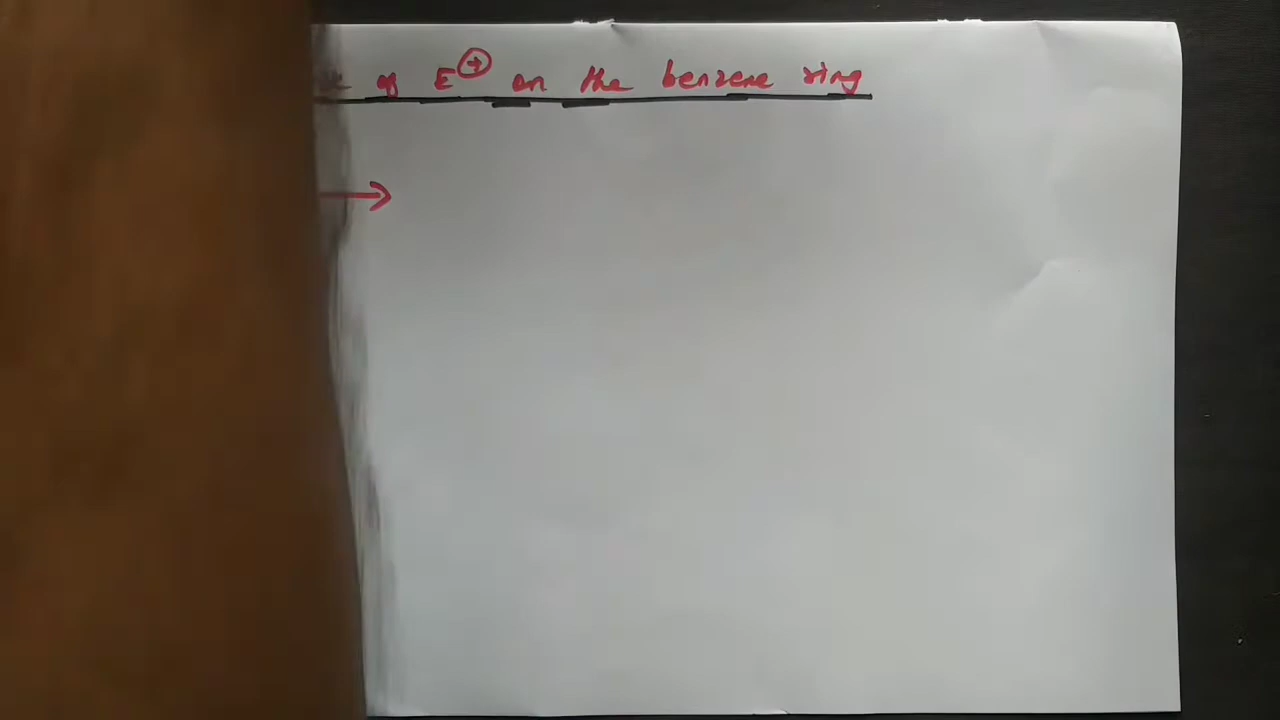 of E⊕ on the benzene ring
→